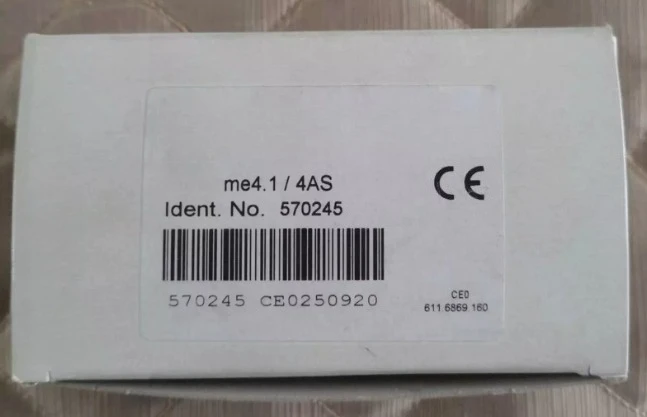 me4.1 / 4AS
CE
Ident. No. 570245
570245 CE0250920
CE0
611.6869.160